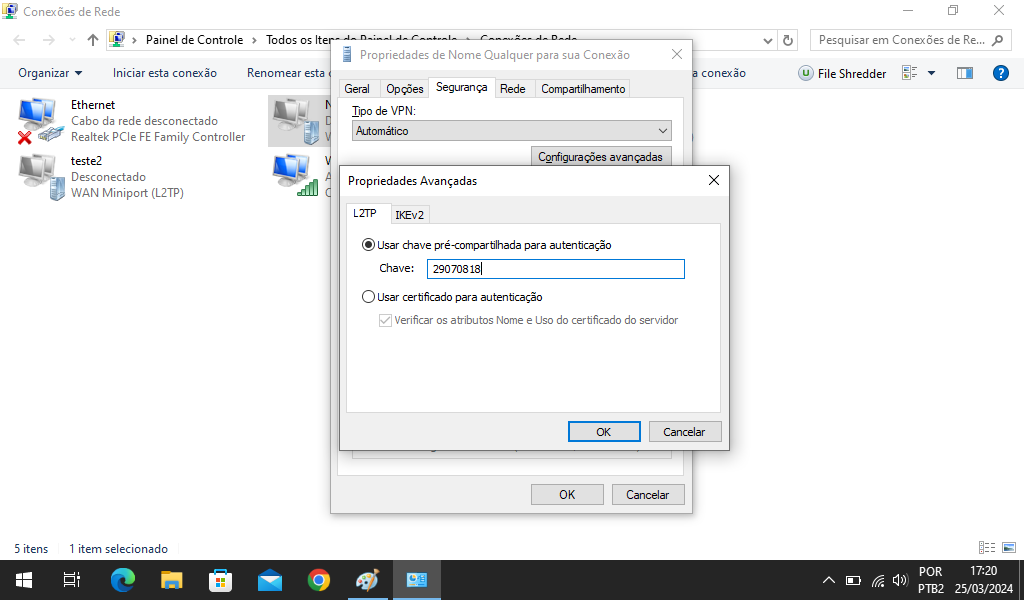 Conexões de Rede
Painel de Controle
Todos os Itens do Painel de Controle
Conexões de Rede
Pesquisar em Conexões de Re...
Organizar
Iniciar esta conexão
Renomear esta
a conexão
File Shredder
Ethernet
Cabo da rede desconectado
Realtek PCIe FE Family Controller
teste2
Desconectado
WAN Miniport (L2TP)
Propriedades de Nome Qualquer para sua Conexão
Geral
Opções
Segurança
Rede
Compartilhamento
Tipo de VPN:
Automático
Configurações avançadas
Propriedades Avançadas
L2TP
IKEv2
Usar chave pré-compartilhada para autenticação
Chave:
29070818
Usar certificado para autenticação
Verificar os atributos Nome e Uso do certificado do servidor
OK
Cancelar
OK
Cancelar
5 itens
1 item selecionado
POR
PTB2
17:20
25/03/2024